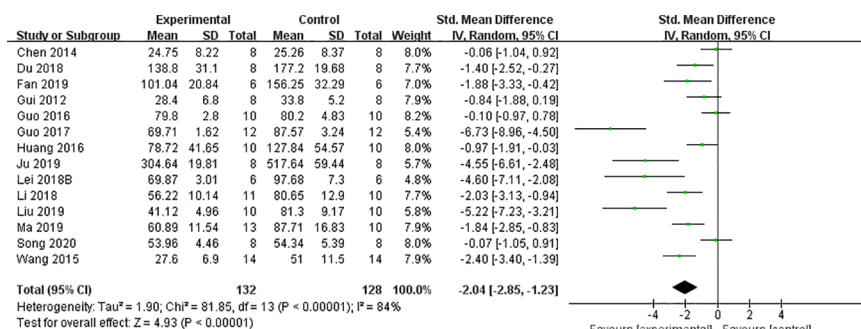 Experimental Control Std. Mean Difference Std. Mean Difference
Study or Subgroup Mean SD Total Mean SD Total Weight IV, Random, 95% CI IV, Random, 95% CI
Chen 2014 24.75 8.22 8 25.26 8.37 8 8.0% -0.06 [-1.04, 0.92]
Du 2018 138.8 31.1 8 177.2 19.68 8 7.7% -1.40 [-2.52, -0.27]
Fan 2019 101.04 20.84 6 156.25 32.29 6 6.9% -1.88 [-3.33, -0.42]
Gui 2012 28.4 6.8 8 33.8 5.2 8 7.9% -0.84 [-1.88, 0.19]
Guo 2016 79.8 2.8 10 80.2 4.83 10 8.2% -0.10 [-0.97, 0.78]
Guo 2017 69.71 1.62 12 87.57 3.24 12 5.2% -6.73 [-8.96, -4.50]
Huang 2016 78.72 41.65 10 127.84 54.57 10 8.1% -0.97 [-1.91, -0.03]
Ju 2019 304.64 19.81 8 517.64 59.44 8 5.5% -4.55 [-6.61, -2.48]
Lei 2018B 69.87 3.01 6 97.68 7.3 6 4.6% -4.60 [-7.11, -2.08]
Li 2018 56.22 10.14 11 80.65 12.9 10 7.7% -2.03 [-3.13, -0.94]
Liu 2019 41.12 4.96 10 81.3 9.17 10 5.6% -5.22 [-7.23, -3.21]
Ma 2019 60.89 11.54 13 87.71 16.83 10 7.9% -1.84 [-2.85, -0.83]
Song 2020 53.96 4.46 8 54.34 5.39 8 8.0% -0.07 [-1.05, 0.91]
Wang 2015 27.6 6.9 14 51 11.5 14 7.9% -2.40 [-3.40, -1.39]
Total (95% CI) 132 128 100.0% -2.04 [-2.85, -1.23]
Heterogeneity: Tau² = 1.90; Chi² = 81.85, df = 13 (P < 0.00001); I² = 84%
-4 -2 0 2 4
Test for overall effect: Z = 4.93 (P < 0.00001)
Favours [experimental] Favours [control]